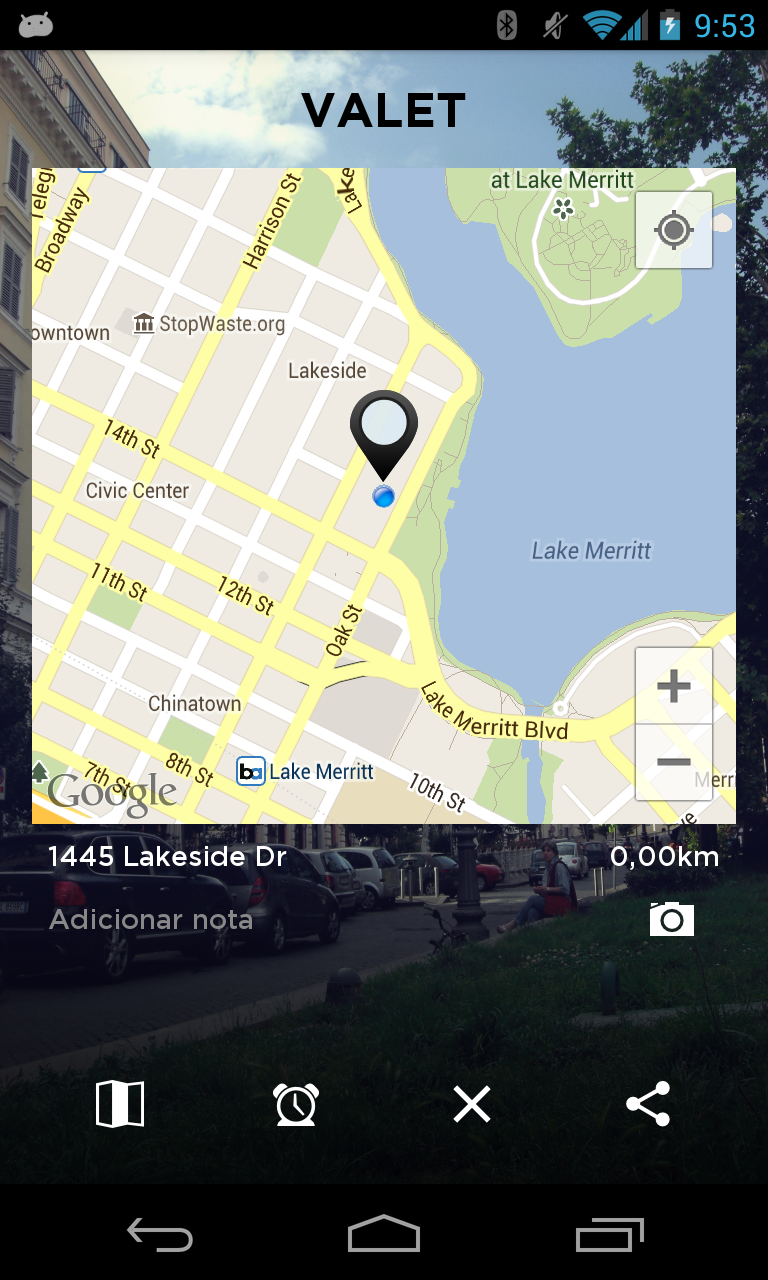 9:53
VALET
at Lake Merritt
Broadway
Harrison St
StopWaste.org
owntown
Lakeside
14th St
Civic Center
Lake Merritt
11th St
12th St
Oak St
Chinatown
Lake Merritt Blvd
8th St
7th St
ba Lake Merritt
10th St
Merri
Google
1445 Lakeside Dr
0,00km
Adicionar nota